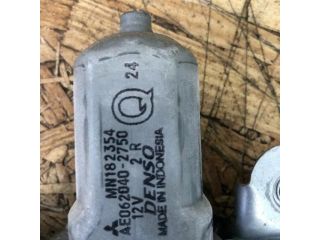 24
Q
MN182354
AE062040-2750
12V 2 R
DENSO
MADE IN INDONESIA